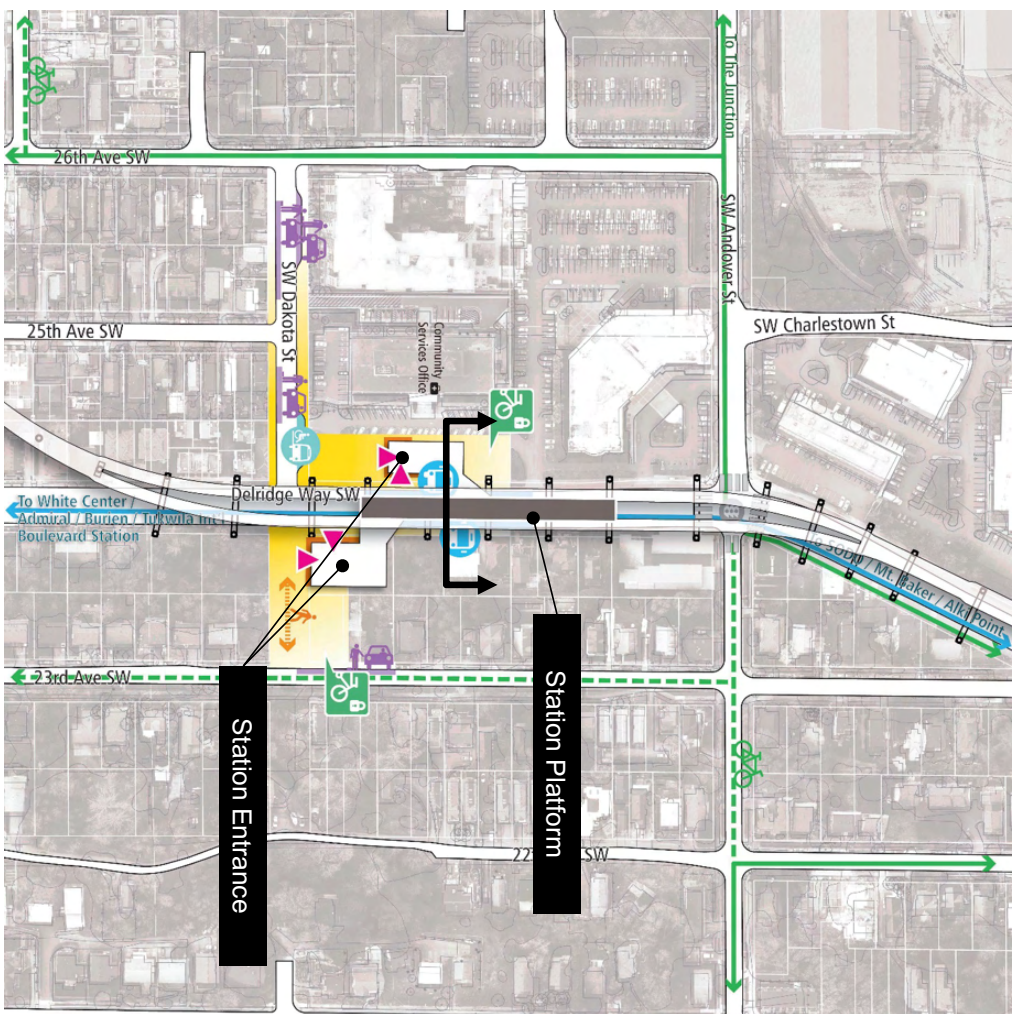 To The Junction
26th Ave SW
SW Andover St
SW Dakota St
25th Ave SW
SW Charlestown St
Community
Services Office
Delridge Way SW
To White Center /
Admiral / Burien / Tukwila Int'l
Boulevard Station
To SODO / Mt. Baker / Alki Point
23rd Ave SW
Station Entrance
Station Platform
SW